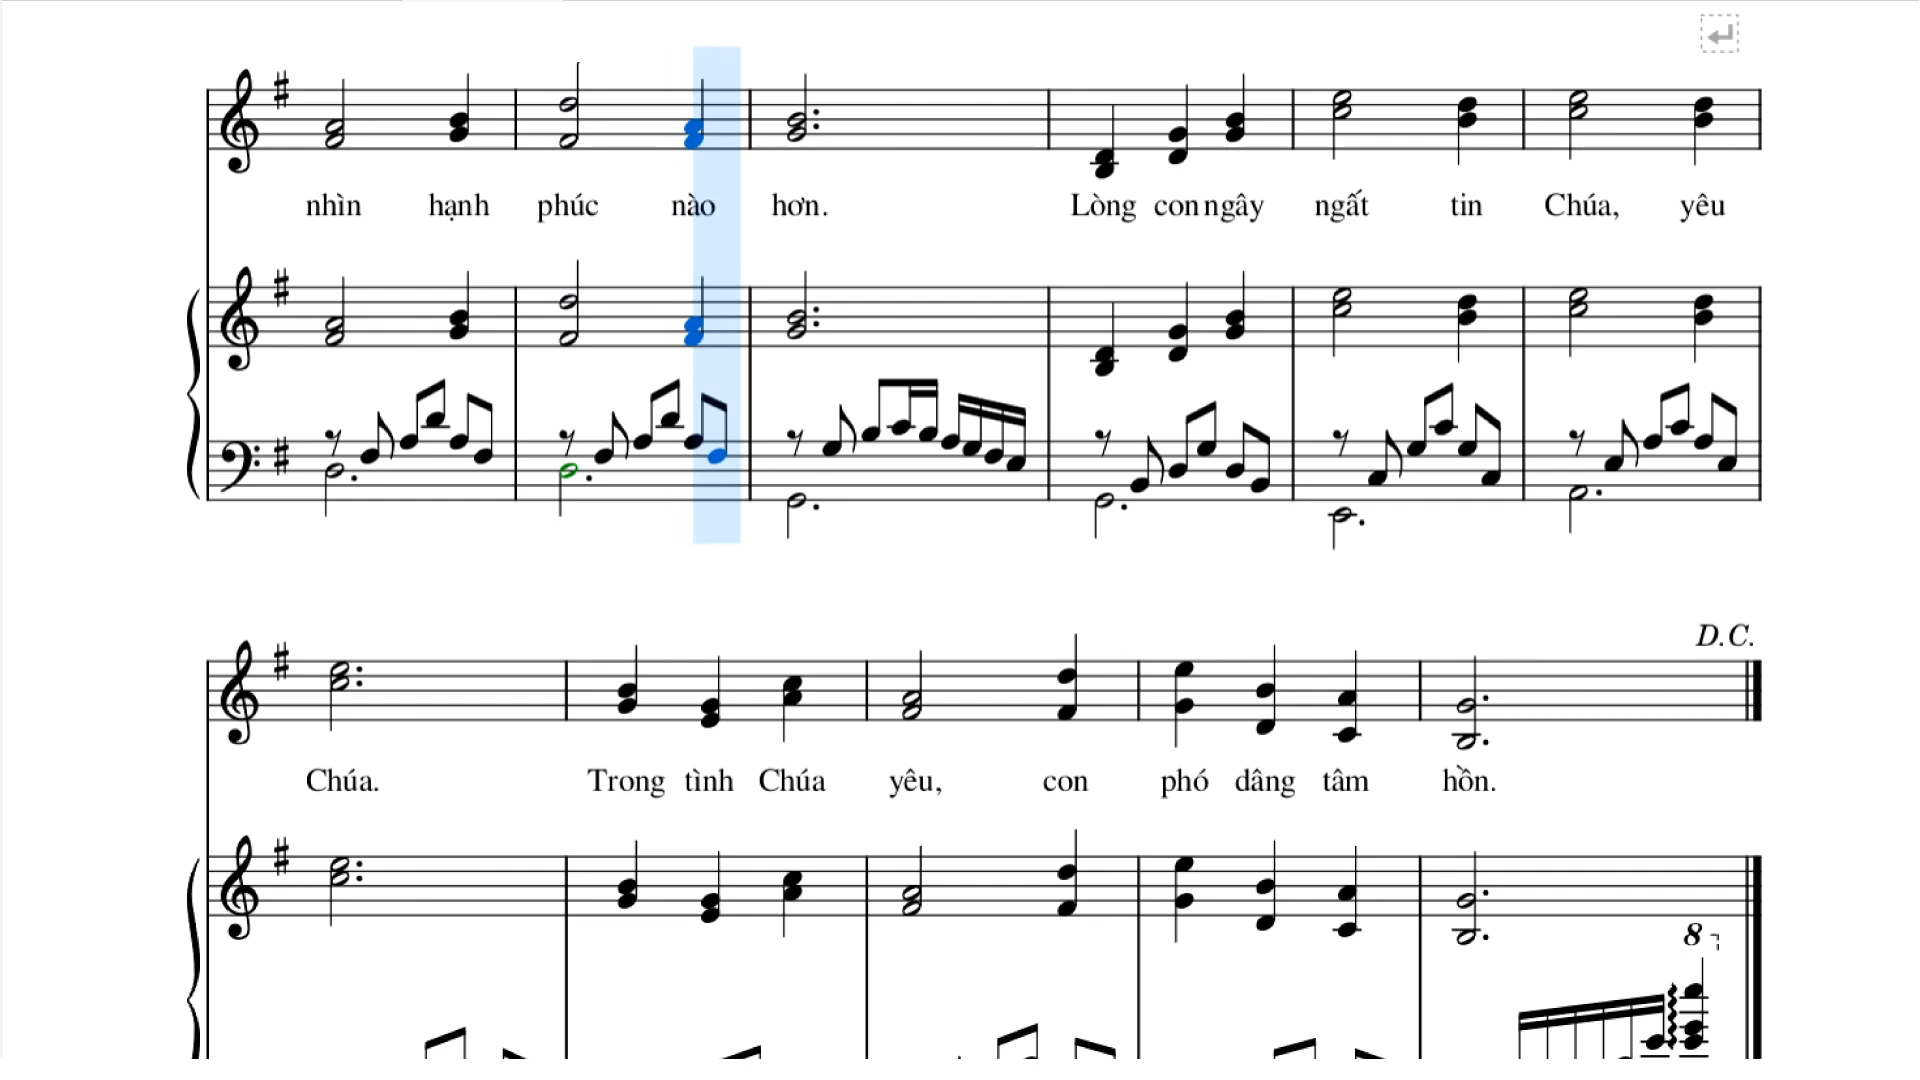 nhìn hạnh phúc nào hơn. Lòng con ngây ngất tin Chúa, yêu
D.C.
Chúa. Trong tình Chúa yêu, con phó dâng tâm hồn.
8